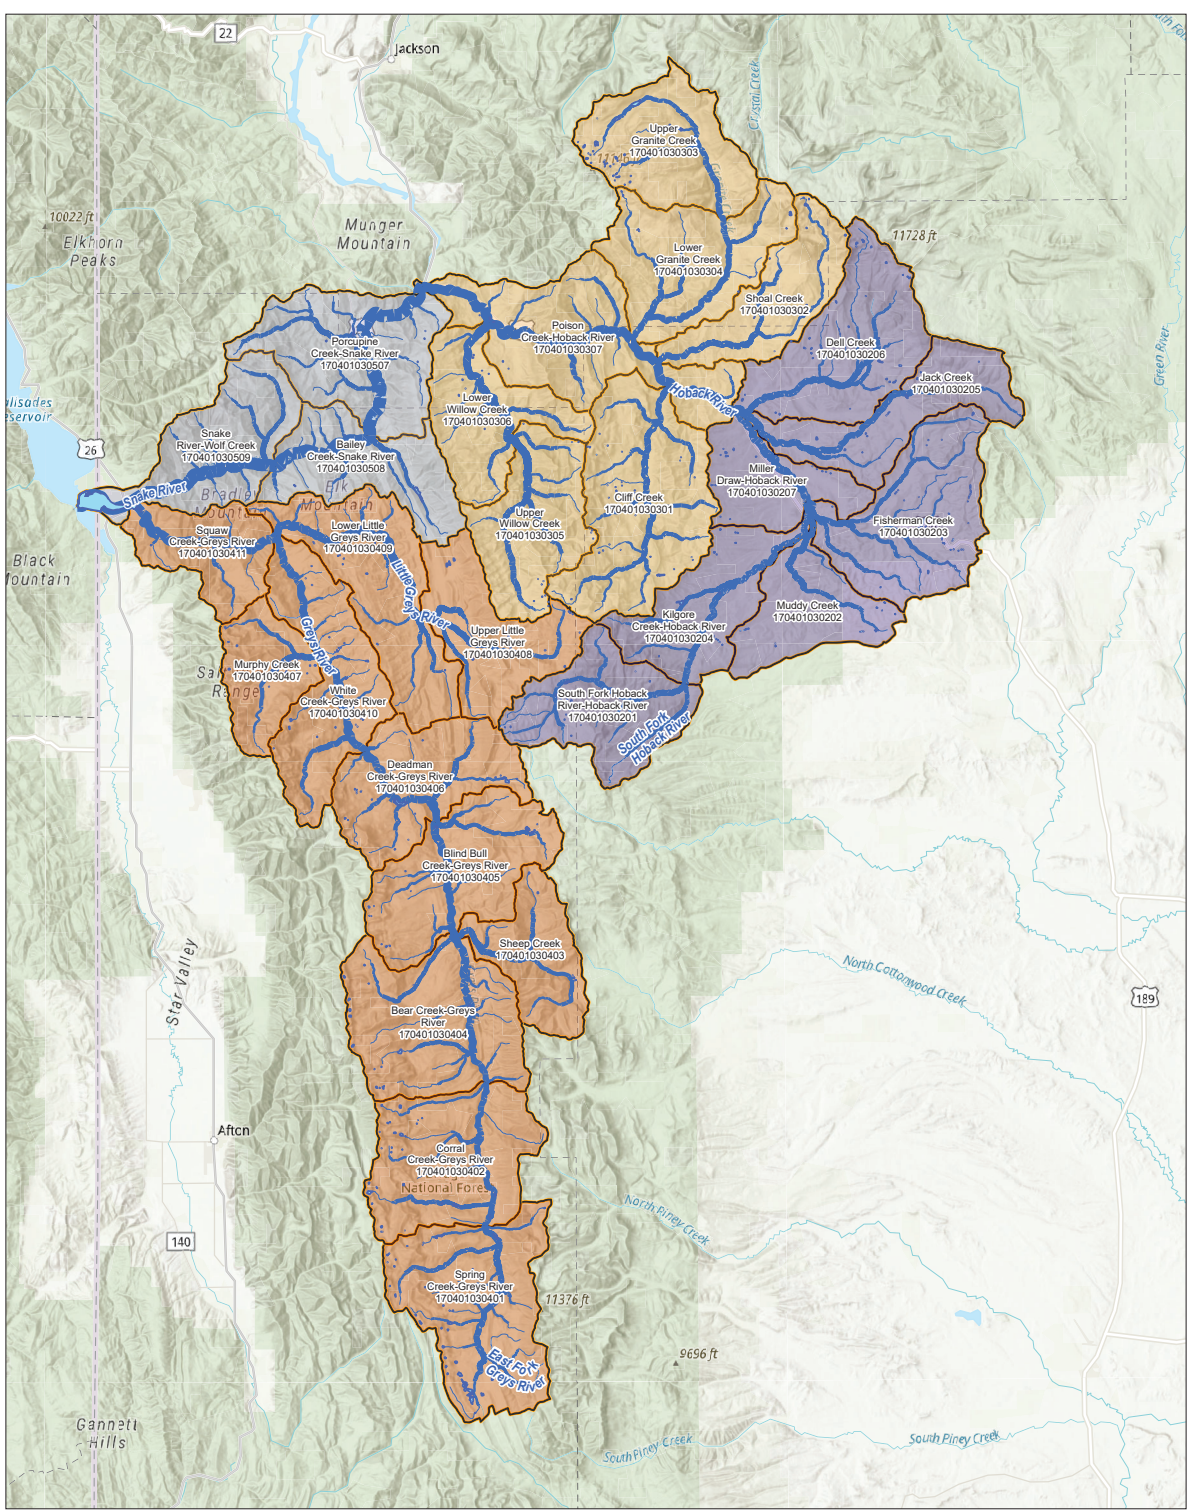 22
Jackson
Crystal Creek
Upper
Granite Creek
170401030303
10022 ft
Elkhorn
Peaks
Munger
Mountain
11728 ft
Lower
Granite Creek
170401030304
Shoal Creek
170401030302
Green River
Poison
Creek-Hoback River
170401030307
Porcupine
Creek-Snake River
170401030507
Dell Creek
170401030206
Jack Creek
170401030205
Hoback River
Lower
Willow Creek
170401030306
26
Snake
River-Wolf Creek
170401030509
Bailey
Creek-Snake River
170401030508
Elk
Mountain
Miller
Draw-Hoback River
170401030207
Snake River
Cliff Creek
170401030301
Upper
Willow Creek
170401030305
Fisherman Creek
170401030203
Squaw
Creek-Greys River
170401030411
Lower Little
Greys River
170401030409
Black
Mountain
Little Greys River
Muddy Creek
170401030202
Kilgore
Creek-Hoback River
170401030204
Upper Little
Greys River
170401030408
Greys River
Murphy Creek
170401030407
White
Creek-Greys River
170401030410
South Fork Hoback
River-Hoback River
170401030201
South Fork
Hoback River
Deadman
Creek-Greys River
170401030406
Blind Bull
Creek-Greys River
170401030405
Sheep Creek
170401030403
Star Valley
North Cottonwood Creek
189
Bear Creek-Greys
River
170401030404
Afton
Corral
Creek-Greys River
170401030402
National Fores
North Piney Creek
140
Spring
Creek-Greys River
170401030401
11376 ft
9696 ft
East Fork
Greys River
Gannett
Hills
South Piney Creek
South Piney Creek